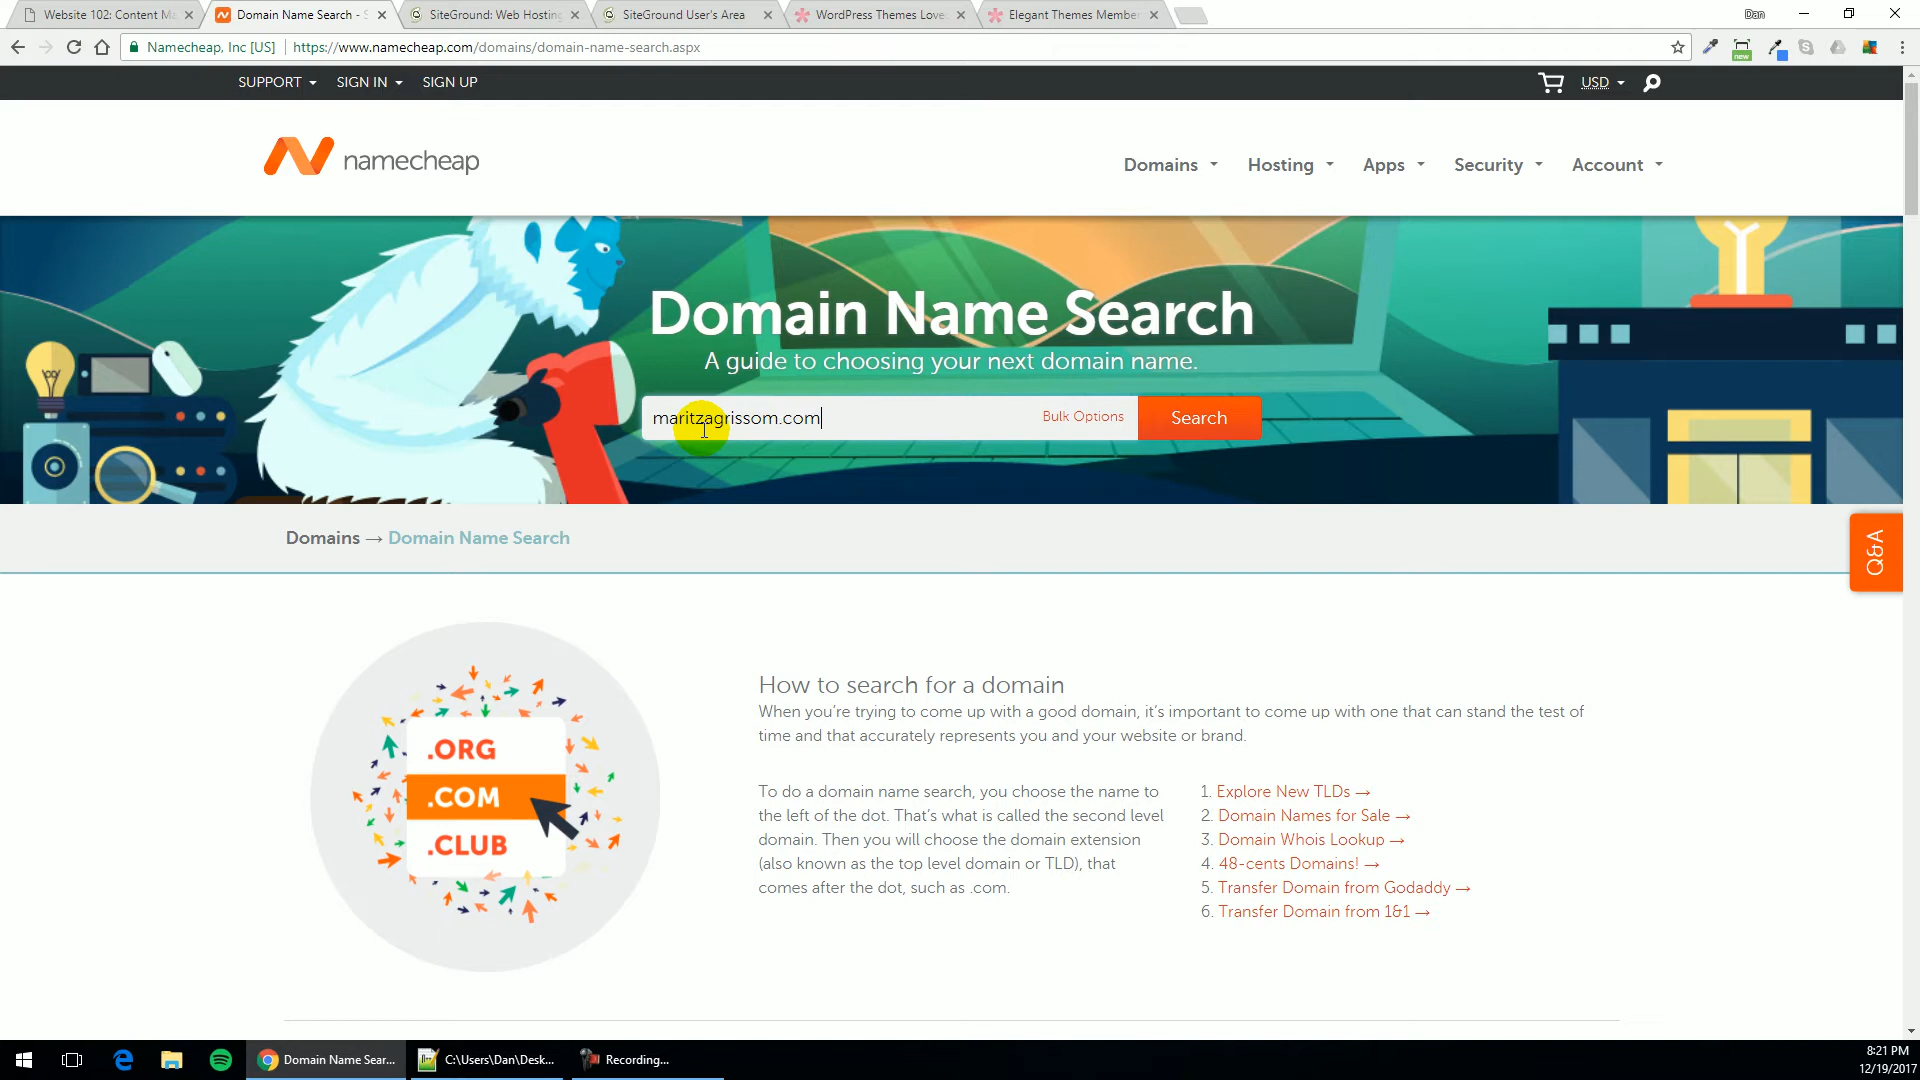 Website 102: Content Ma
Domain Name Search - S
SiteGround: Web Hosting
SiteGround User's Area
WordPress Themes Love
Elegant Themes Membe
Dan
Namecheap, Inc [US]
https://www.namecheap.com/domains/domain-name-search.aspx
new
SUPPORT
SIGN IN
SIGN UP
USD
namecheap
Domains
Hosting
Apps
Security
Account
Domain Name Search
A guide to choosing your next domain name.
maritzagrissom.com
Bulk Options
Search
Domains → Domain Name Search
Q&A
.ORG
.COM
.CLUB
How to search for a domain
When you're trying to come up with a good domain, it's important to come up with one that can stand the test of
time and that accurately represents you and your website or brand.
To do a domain name search, you choose the name to
the left of the dot. That's what is called the second level
domain. Then you will choose the domain extension
(also known as the top level domain or TLD), that
comes after the dot, such as .com.
1. Explore New TLDs →
2. Domain Names for Sale →
3. Domain Whois Lookup →
4. 48-cents Domains! →
5. Transfer Domain from Godaddy →
6. Transfer Domain from 1&1 →
Domain Name Sear...
C:\Users\Dan\Desk...
Recording...
8:21 PM
12/19/2017